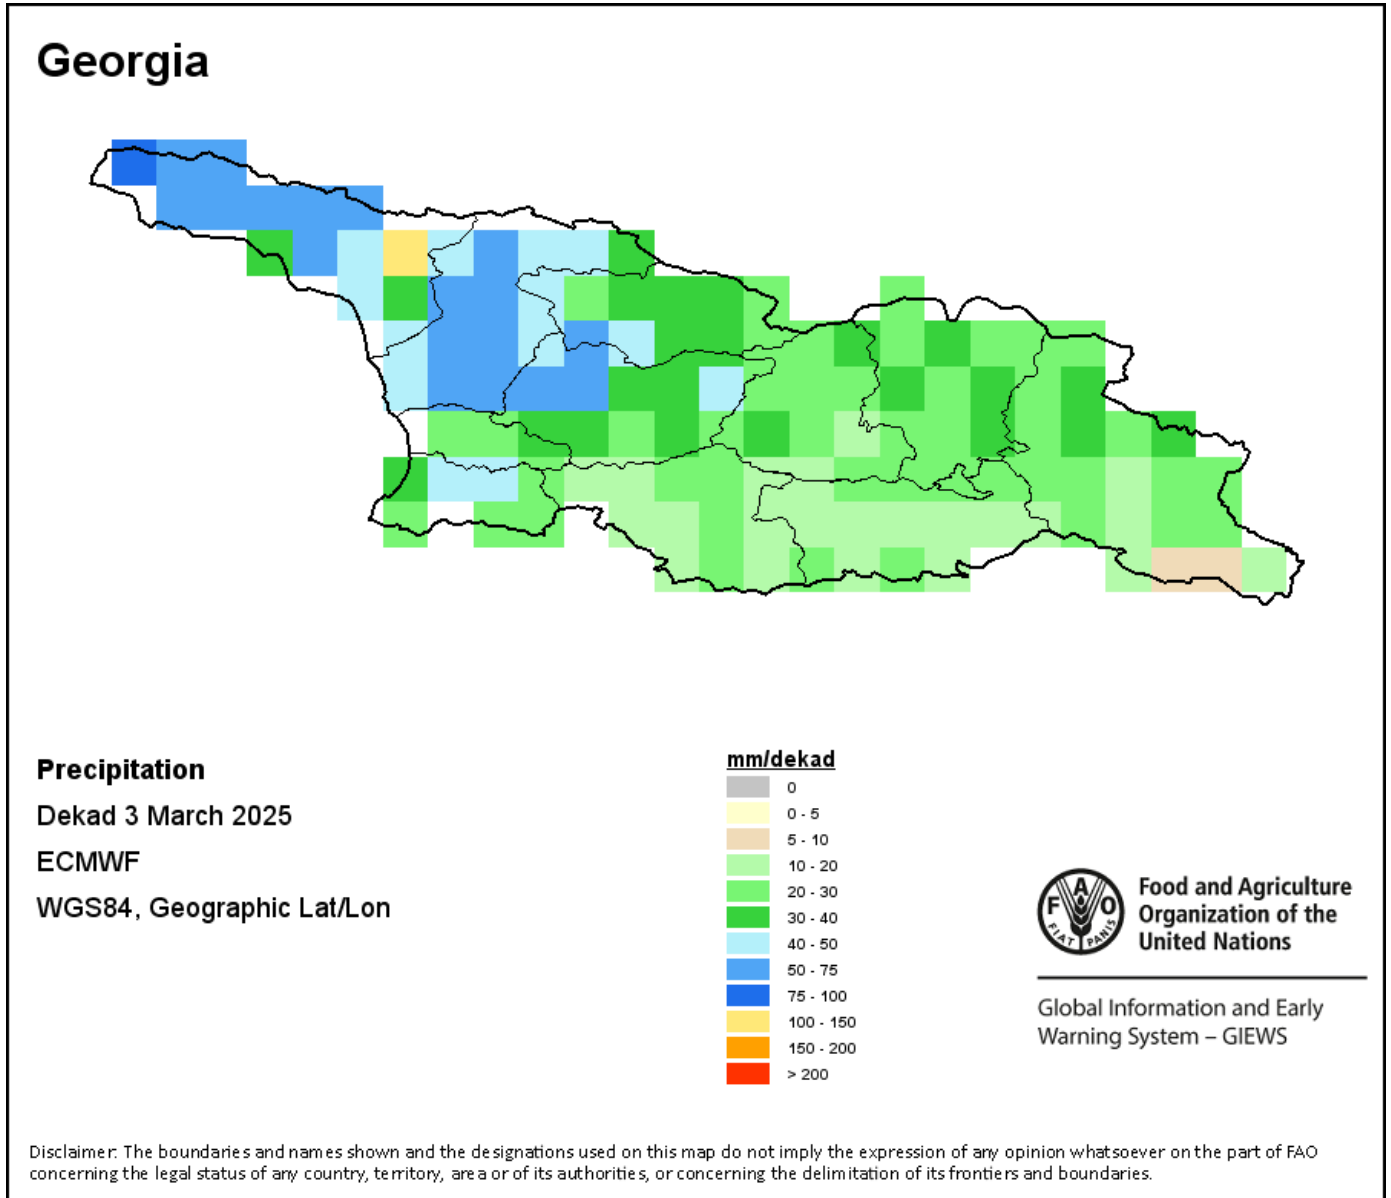 Georgia
Precipitation
Dekad 3 March 2025
ECMWF
WGS84, Geographic Lat/Lon
mm/dekad
0
0 - 5
5 - 10
10 - 20
20 - 30
30 - 40
40 - 50
50 - 75
75 - 100
100 - 150
150 - 200
> 200
F A O
FIAT PANIS
Food and Agriculture
Organization of the
United Nations
Global Information and Early
Warning System – GIEWS
Disclaimer: The boundaries and names shown and the designations used on this map do not imply the expression of any opinion whatsoever on the part of FAO
concerning the legal status of any country, territory, area or of its authorities, or concerning the delimitation of its frontiers and boundaries.